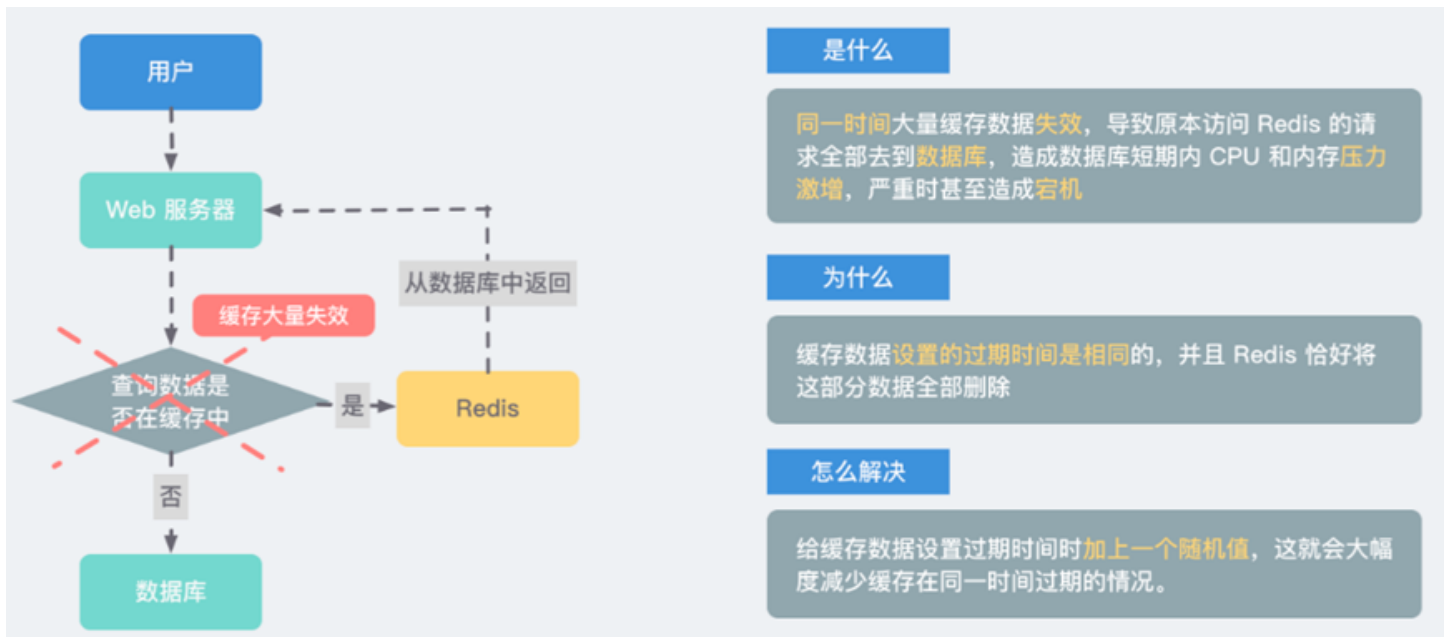 用户
Web 服务器
从数据库中返回
缓存大量失效
查询数据是
否在缓存中
是
Redis
否
数据库
是什么
同一时间大量缓存数据失效，导致原本访问 Redis 的请
求全部去到数据库，造成数据库短期内 CPU 和内存压力
激增，严重时甚至造成宕机
为什么
缓存数据设置的过期时间是相同的，并且 Redis 恰好将
这部分数据全部删除
怎么解决
给缓存数据设置过期时间时加上一个随机值，这就会大幅
度减少缓存在同一时间过期的情况。